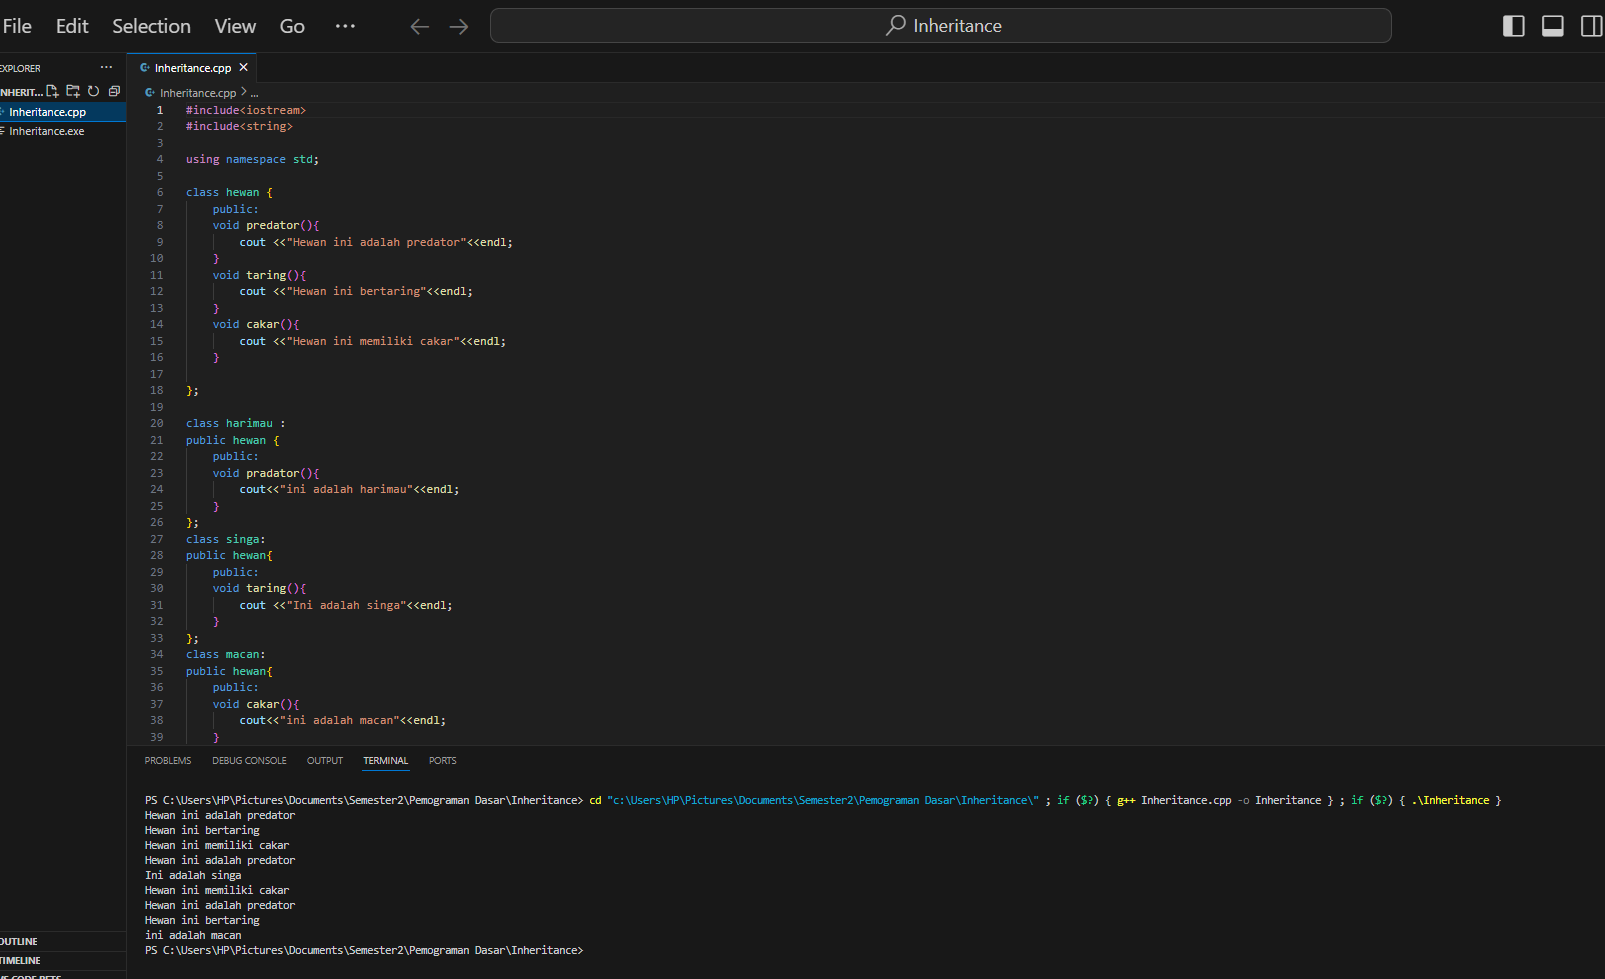 File Edit Selection View Go ···
Inheritance
EXPLORER ···
Inheritance.cpp
INHERIT...
Inheritance.cpp > ...
Inheritance.cpp
Inheritance.exe
1 #include<iostream>
2 #include<string>
3
4 using namespace std;
5
6 class hewan {
7 public:
8 void predator(){
9 cout <<"Hewan ini adalah predator"<<endl;
10 }
11 void taring(){
12 cout <<"Hewan ini bertaring"<<endl;
13 }
14 void cakar(){
15 cout <<"Hewan ini memiliki cakar"<<endl;
16 }
17
18 };
19
20 class harimau :
21 public hewan {
22 public:
23 void pradator(){
24 cout<<"ini adalah harimau"<<endl;
25 }
26 };
27 class singa:
28 public hewan{
29 public:
30 void taring(){
31 cout <<"Ini adalah singa"<<endl;
32 }
33 };
34 class macan:
35 public hewan{
36 public:
37 void cakar(){
38 cout<<"ini adalah macan"<<endl;
39 }
PROBLEMS DEBUG CONSOLE OUTPUT TERMINAL PORTS
PS C:\Users\HP\Pictures\Documents\Semester2\Pemograman Dasar\Inheritance> cd "c:\Users\HP\Pictures\Documents\Semester2\Pemograman Dasar\Inheritance\" ; if ($?) { g++ Inheritance.cpp -o Inheritance } ; if ($?) { .\Inheritance }
Hewan ini adalah predator
Hewan ini bertaring
Hewan ini memiliki cakar
Hewan ini adalah predator
Ini adalah singa
Hewan ini memiliki cakar
Hewan ini adalah predator
Hewan ini bertaring
ini adalah macan
PS C:\Users\HP\Pictures\Documents\Semester2\Pemograman Dasar\Inheritance>
OUTLINE
TIMELINE